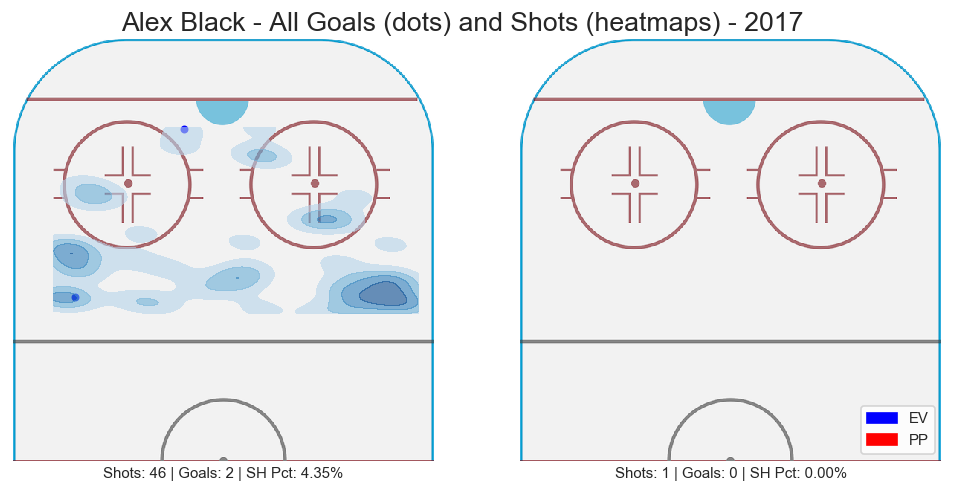 Alex Black - All Goals (dots) and Shots (heatmaps) - 2017
EV
PP
Shots: 46 | Goals: 2 | SH Pct: 4.35%
Shots: 1 | Goals: 0 | SH Pct: 0.00%